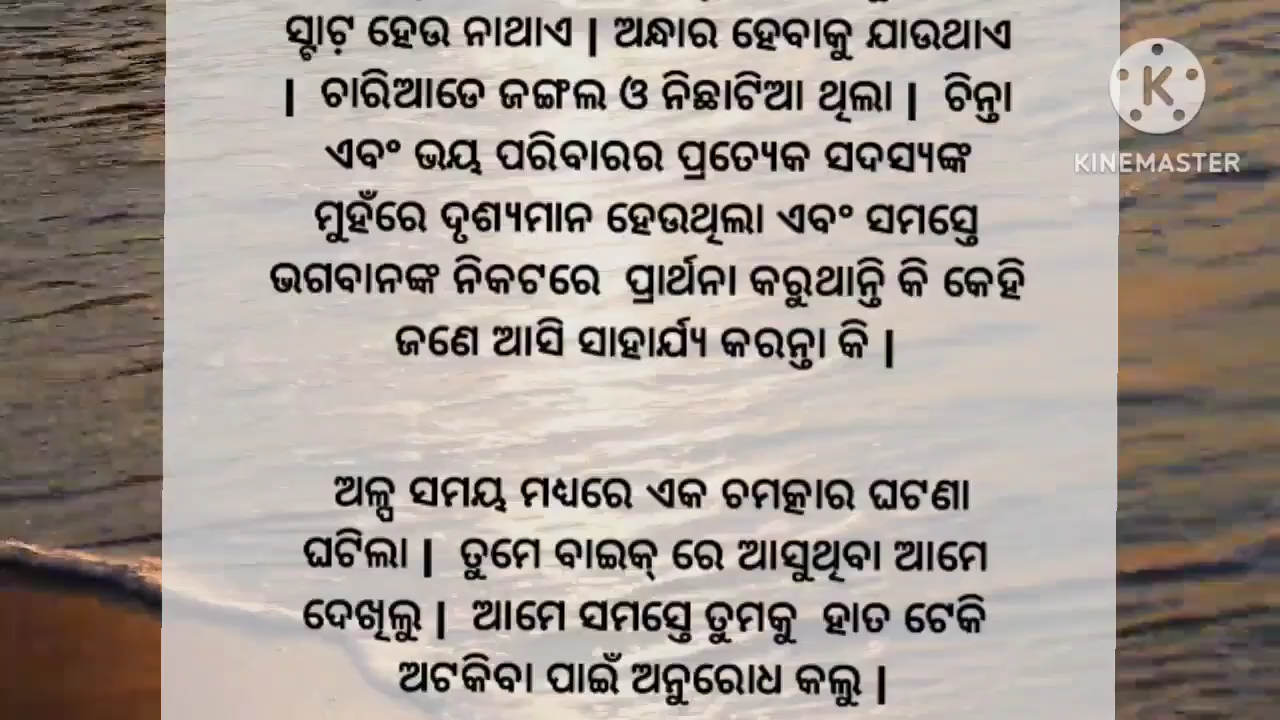 ସ୍ଟାଟ଼ ହେଉ ନାଥାଏ | ଅନ୍ଧାର ହେବାକୁ ଯାଉଥାଏ
| ଚାରିଆଡେ ଜଙ୍ଗଲ ଓ ନିଛାଟିଆ ଥିଲା | ଚିନ୍ତା
ଏବଂ ଭୟ ପରିବାରର ପ୍ରତ୍ୟେକ ସଦସ୍ୟଙ୍କ
ମୁହଁରେ ଦୃଶ୍ୟମାନ ହେଉଥିଲା ଏବଂ ସମସ୍ତେ
ଭଗବାନଙ୍କ ନିକଟରେ ପ୍ରାର୍ଥନା କରୁଥାନ୍ତି କି କେହି
ଜଣେ ଆସି ସାହାର୍ଯ୍ୟ କରନ୍ତା କି |
ଅଳ୍ପ ସମୟ ମଧ୍ୟରେ ଏକ ଚମତ୍କାର ଘଟଣା
ଘଟିଲା | ତୁମେ ବାଇକ୍ ରେ ଆସୁଥିବା ଆମେ
ଦେଖିଲୁ | ଆମେ ସମସ୍ତେ ତୁମକୁ ହାତ ଟେକି
ଅଟକିବା ପାଇଁ ଅନୁରୋଧ କଲୁ |
K
KINEMASTER